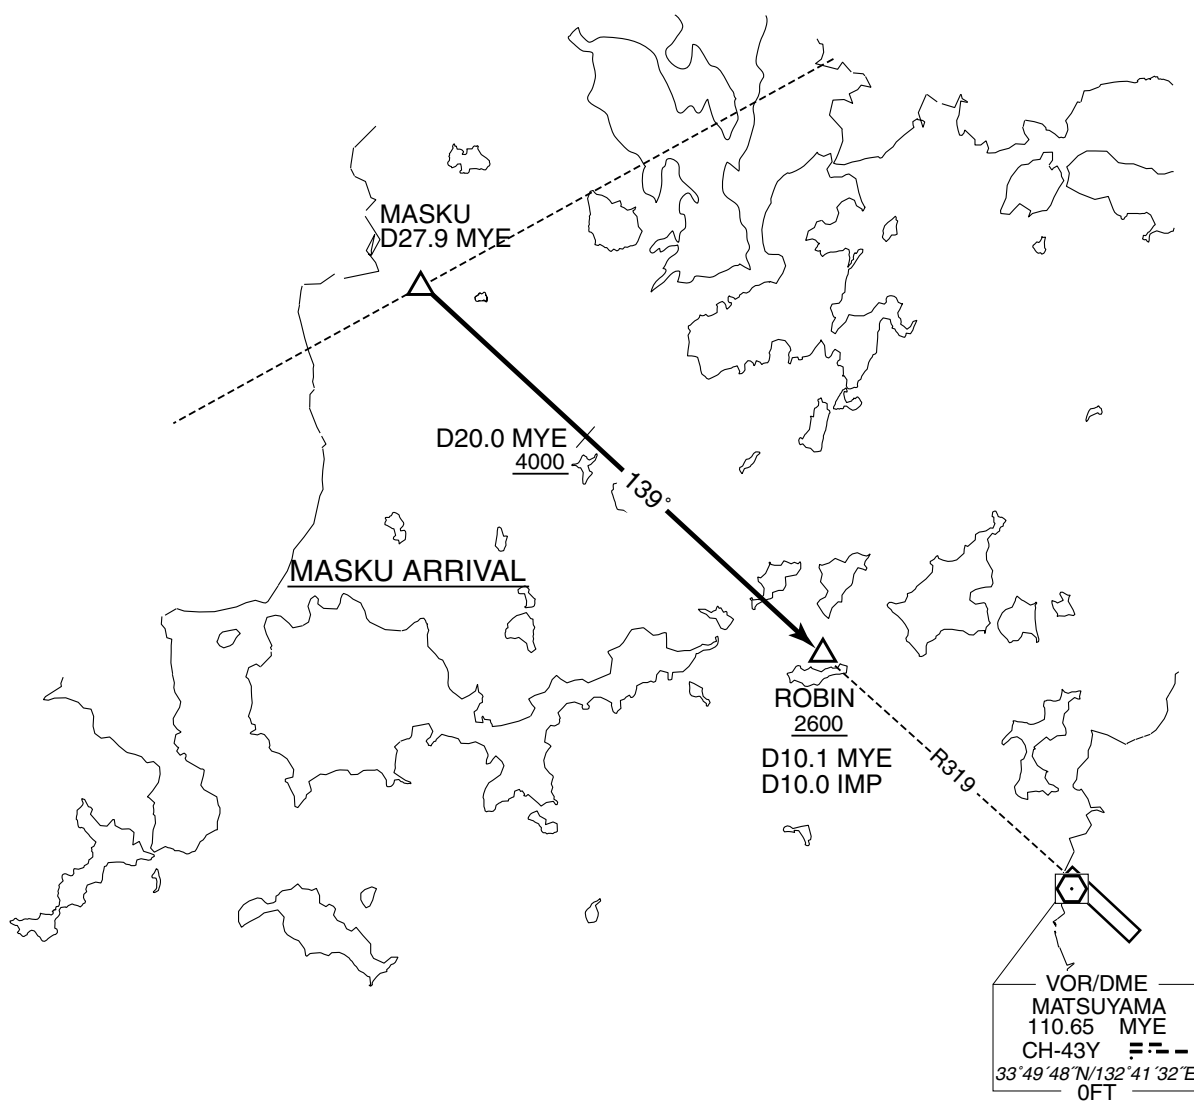 MASKU
D27.9 MYE
D20.0 MYE
4000
139°
MASKU ARRIVAL
ROBIN
2600
D10.1 MYE
D10.0 IMP
R319
VOR/DME
MATSUYAMA
110.65 MYE
CH-43Y
33°49´48˝N/132°41´32˝E
0FT